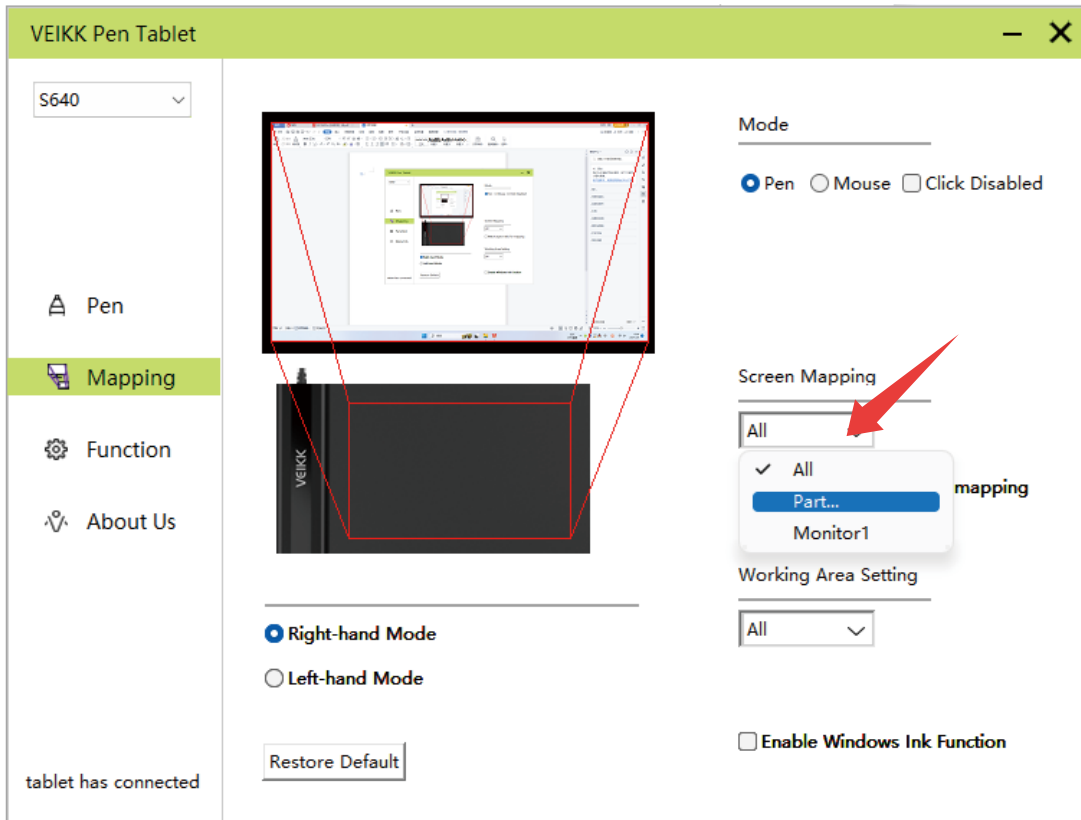 VEIKK Pen Tablet
S640
Pen
Mapping
Function
About Us
tablet has connected
VEIKK
Right-hand Mode
Left-hand Mode
Restore Default
Mode
Pen
Mouse
Click Disabled
Screen Mapping
All
All
Part...
Monitor1
mapping
Working Area Setting
All
Enable Windows Ink Function